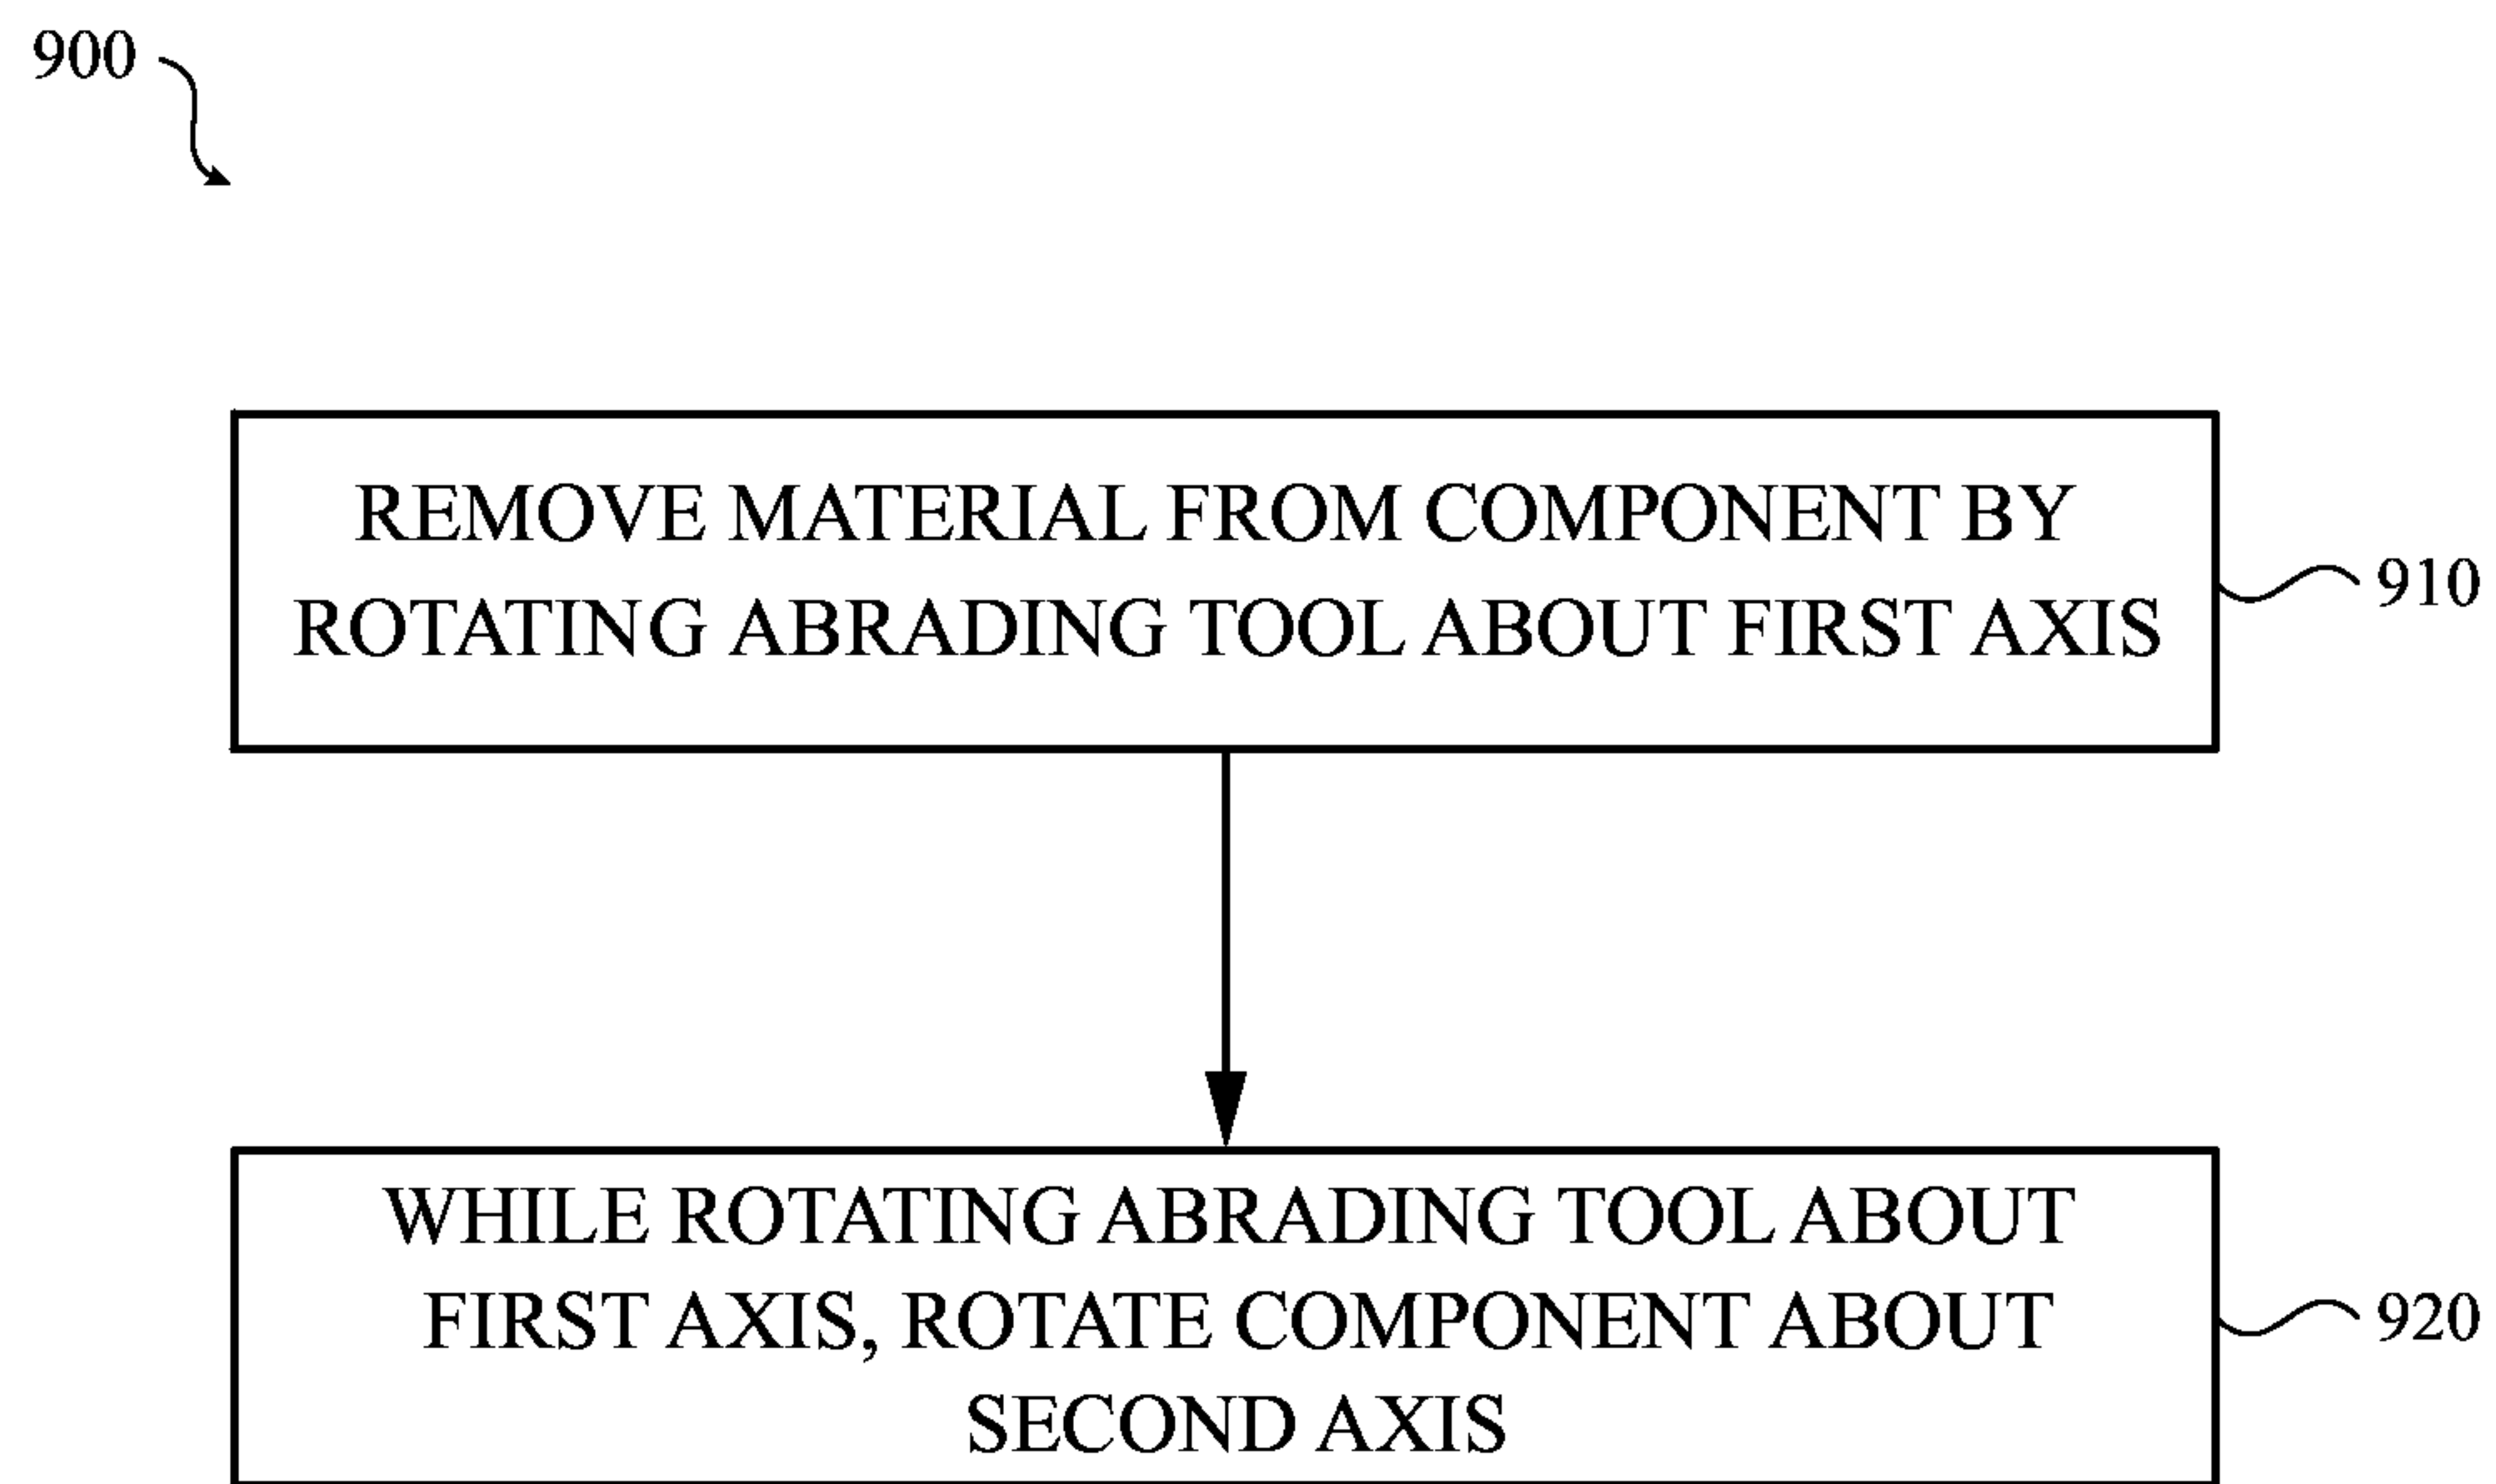 900
REMOVE MATERIAL FROM COMPONENT BY
ROTATING ABRADING TOOL ABOUT FIRST AXIS
910
WHILE ROTATING ABRADING TOOL ABOUT
FIRST AXIS, ROTATE COMPONENT ABOUT
SECOND AXIS
920